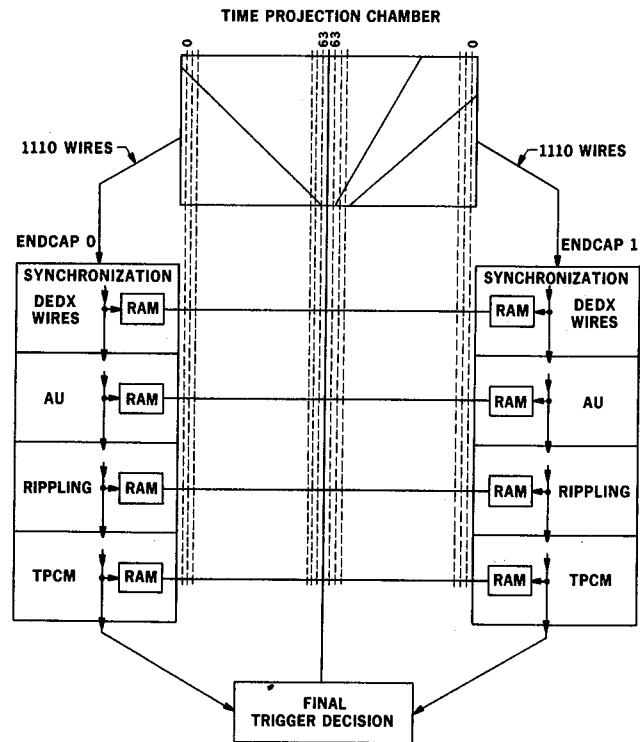 TIME PROJECTION CHAMBER
0
63
63
0
1110 WIRES
1110 WIRES
ENDCAP 0
ENDCAP 1
SYNCHRONIZATION
DEDX
WIRES
RAM
AU
RAM
RIPPLING
RAM
TPCM
RAM
SYNCHRONIZATION
RAM
DEDX
WIRES
RAM
AU
RAM
RIPPLING
RAM
TPCM
FINAL
TRIGGER DECISION